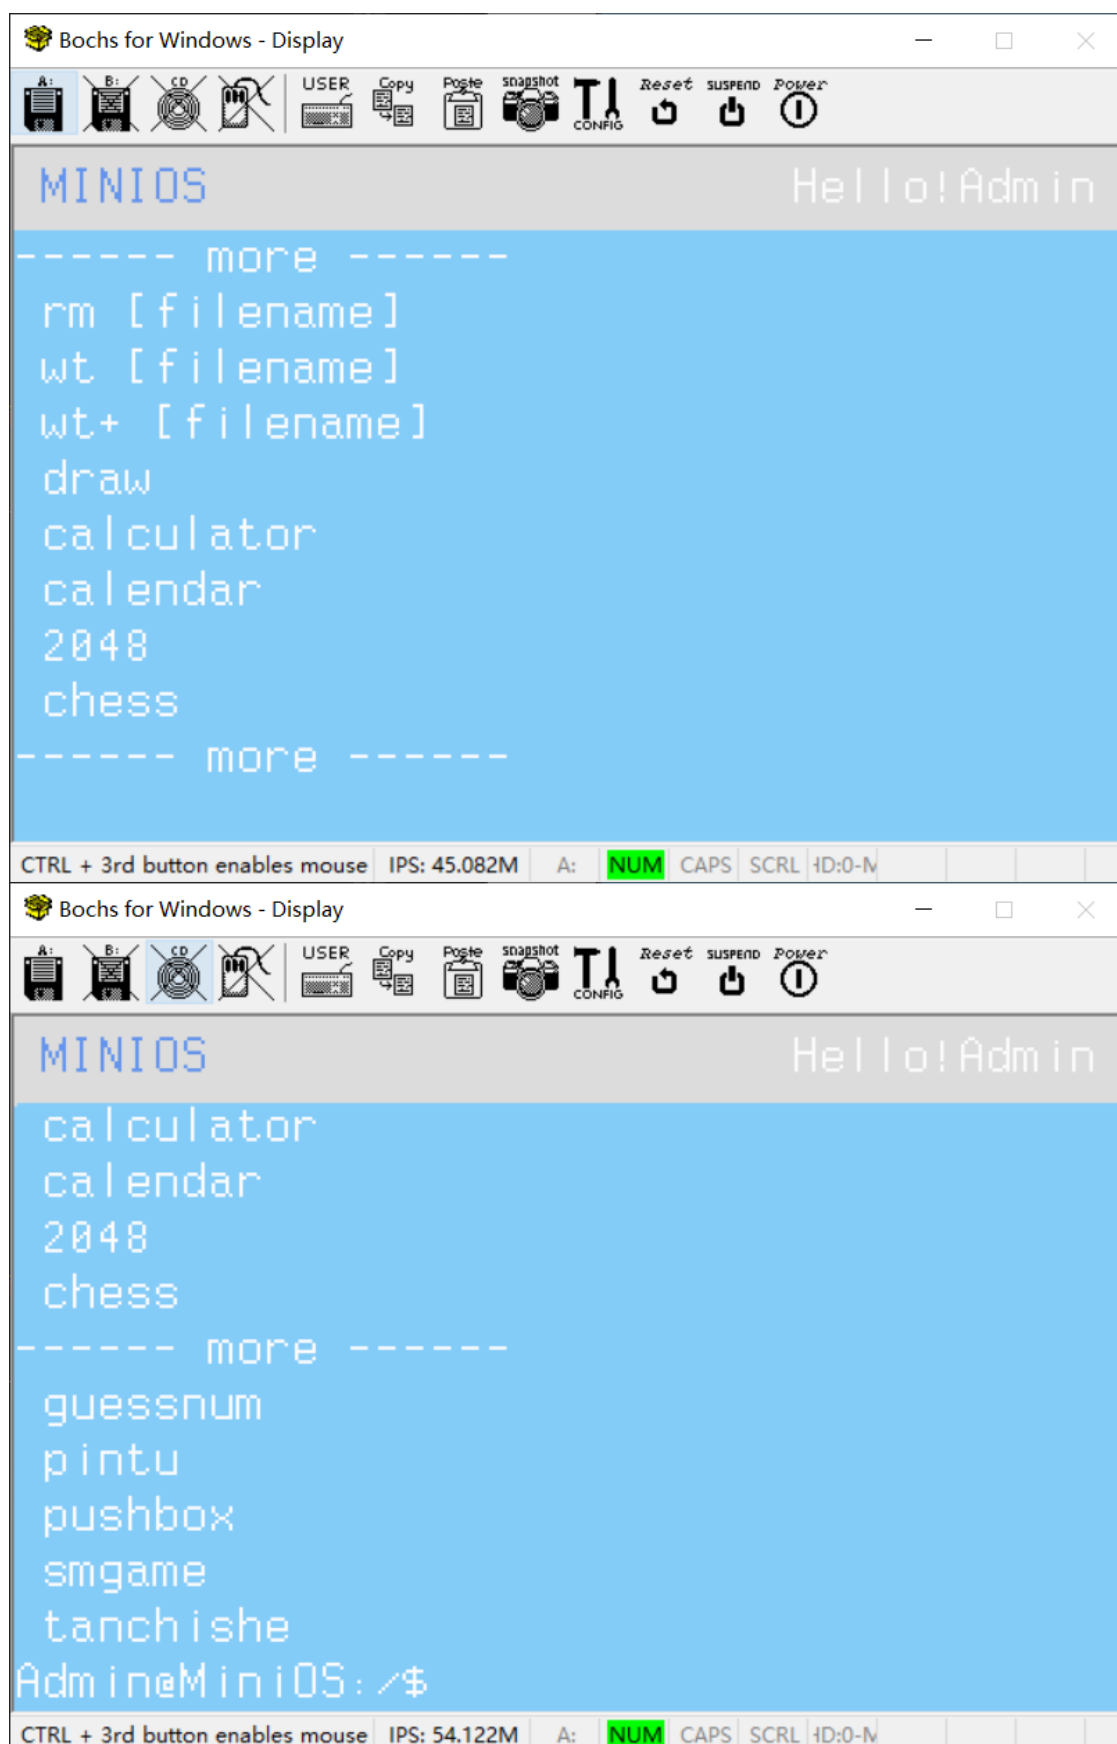 Bochs for Windows - Display
A: B: CD USER Copy Paste snapshot CONFIG Reset SUSPEND Power
MINIOS Hello!Admin
------ more ------
rm [filename]
wt [filename]
wt+ [filename]
draw
calculator
calendar
2048
chess
------ more ------
CTRL + 3rd button enables mouse IPS: 45.082M A: NUM CAPS SCRL HD:0-M
Bochs for Windows - Display
A: B: CD USER Copy Paste snapshot CONFIG Reset SUSPEND Power
MINIOS Hello!Admin
calculator
calendar
2048
chess
------ more ------
guessnum
pintu
pushbox
smgame
tanchishe
Admin@MiniOS:/$
CTRL + 3rd button enables mouse IPS: 54.122M A: NUM CAPS SCRL HD:0-M